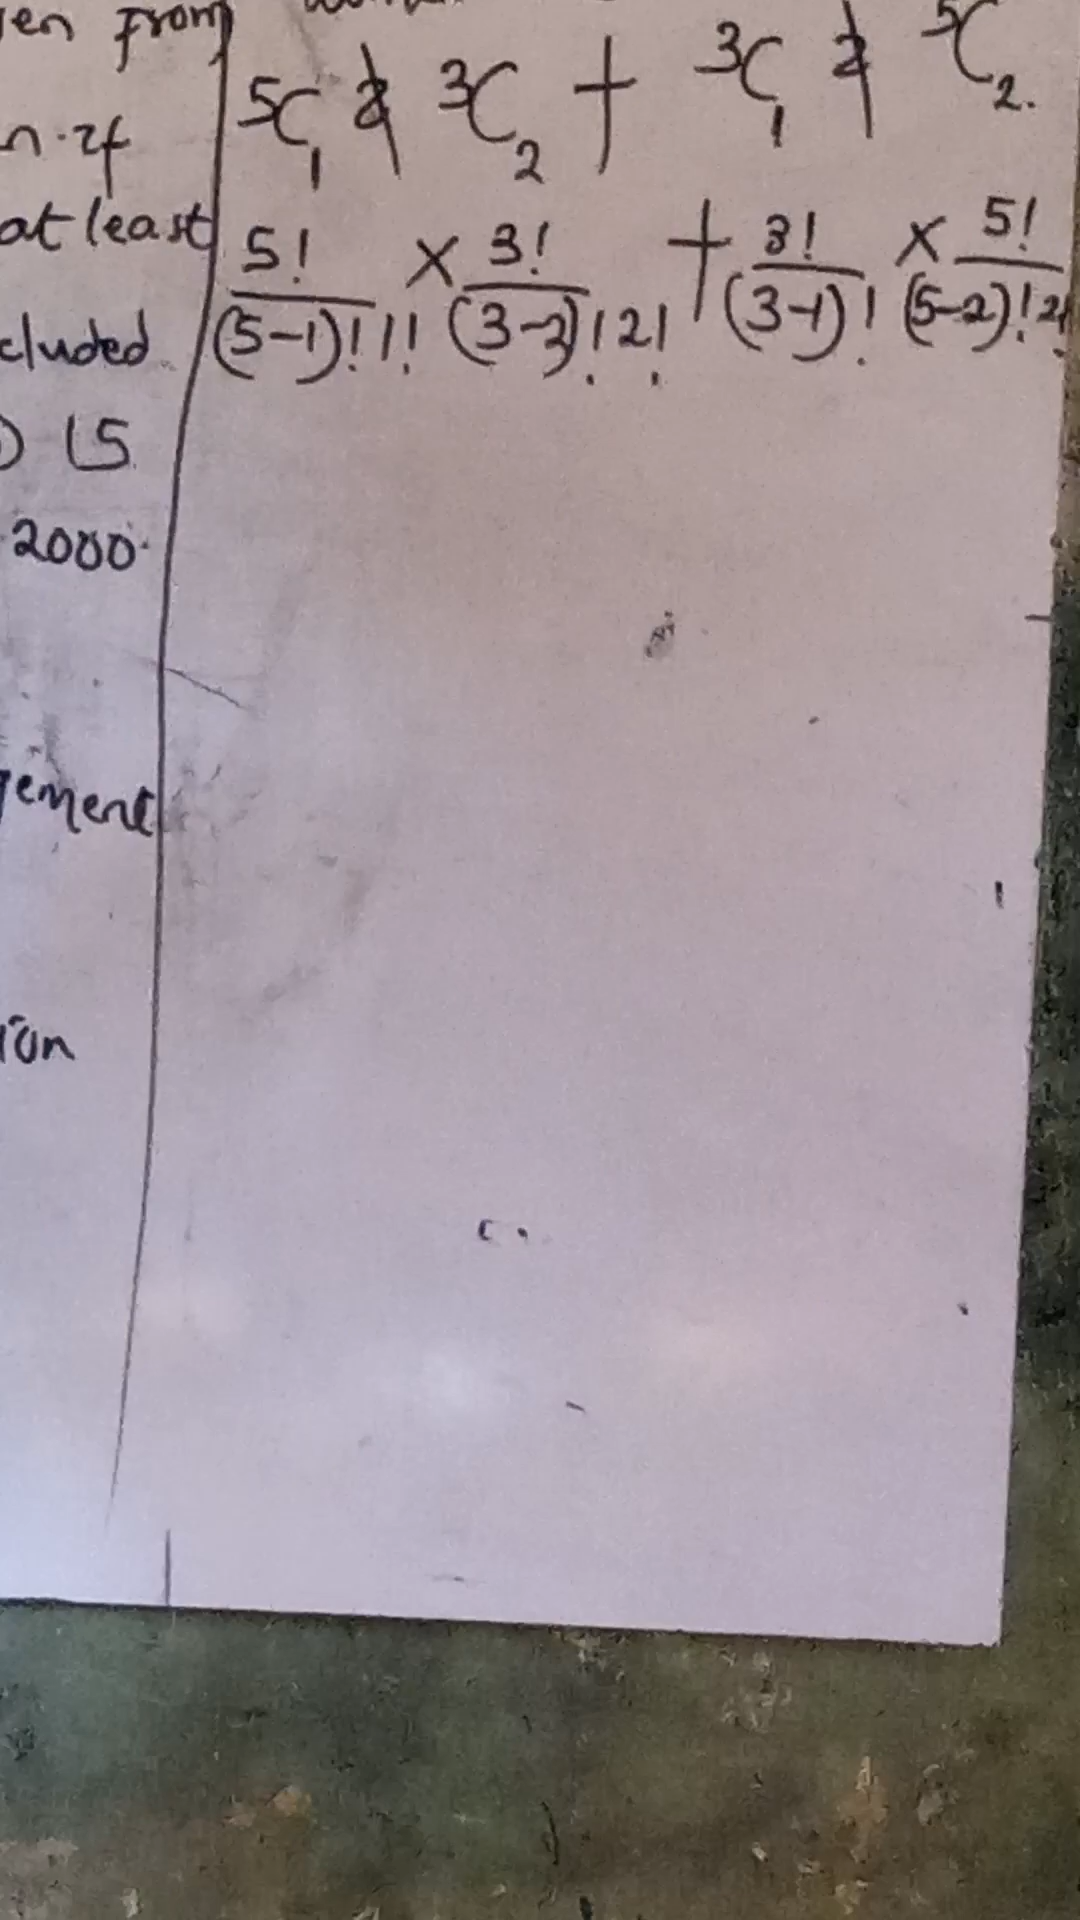 en from
⁵C₁ & ³C₂ + ³C₁ & ⁵C₂.
n. If
at least
5!/(5-1)!1! × 3!/(3-2)!2! + 3!/(3-1)! × 5!/(5-2)!2!
cluded
) 15
2000.
gement
ion